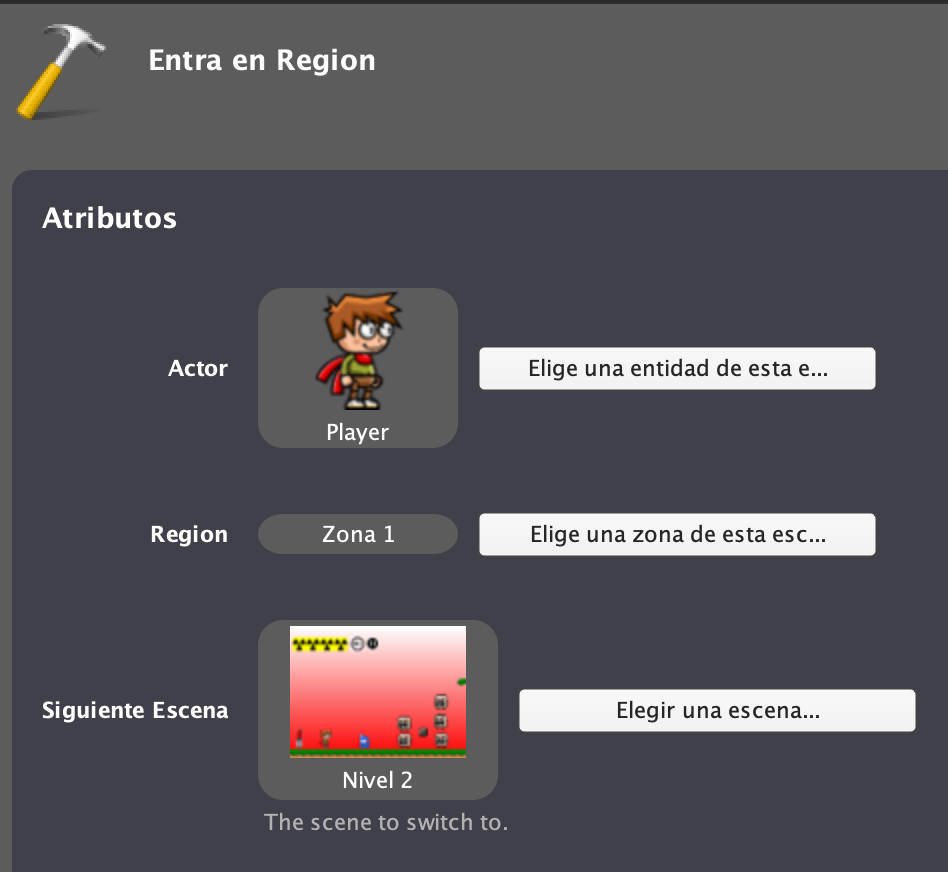 Entra en Region
Atributos
Player
Actor
Elige una entidad de esta e...
Region
Zona 1
Elige una zona de esta esc...
Siguiente Escena
Elegir una escena...
Nivel 2
The scene to switch to.